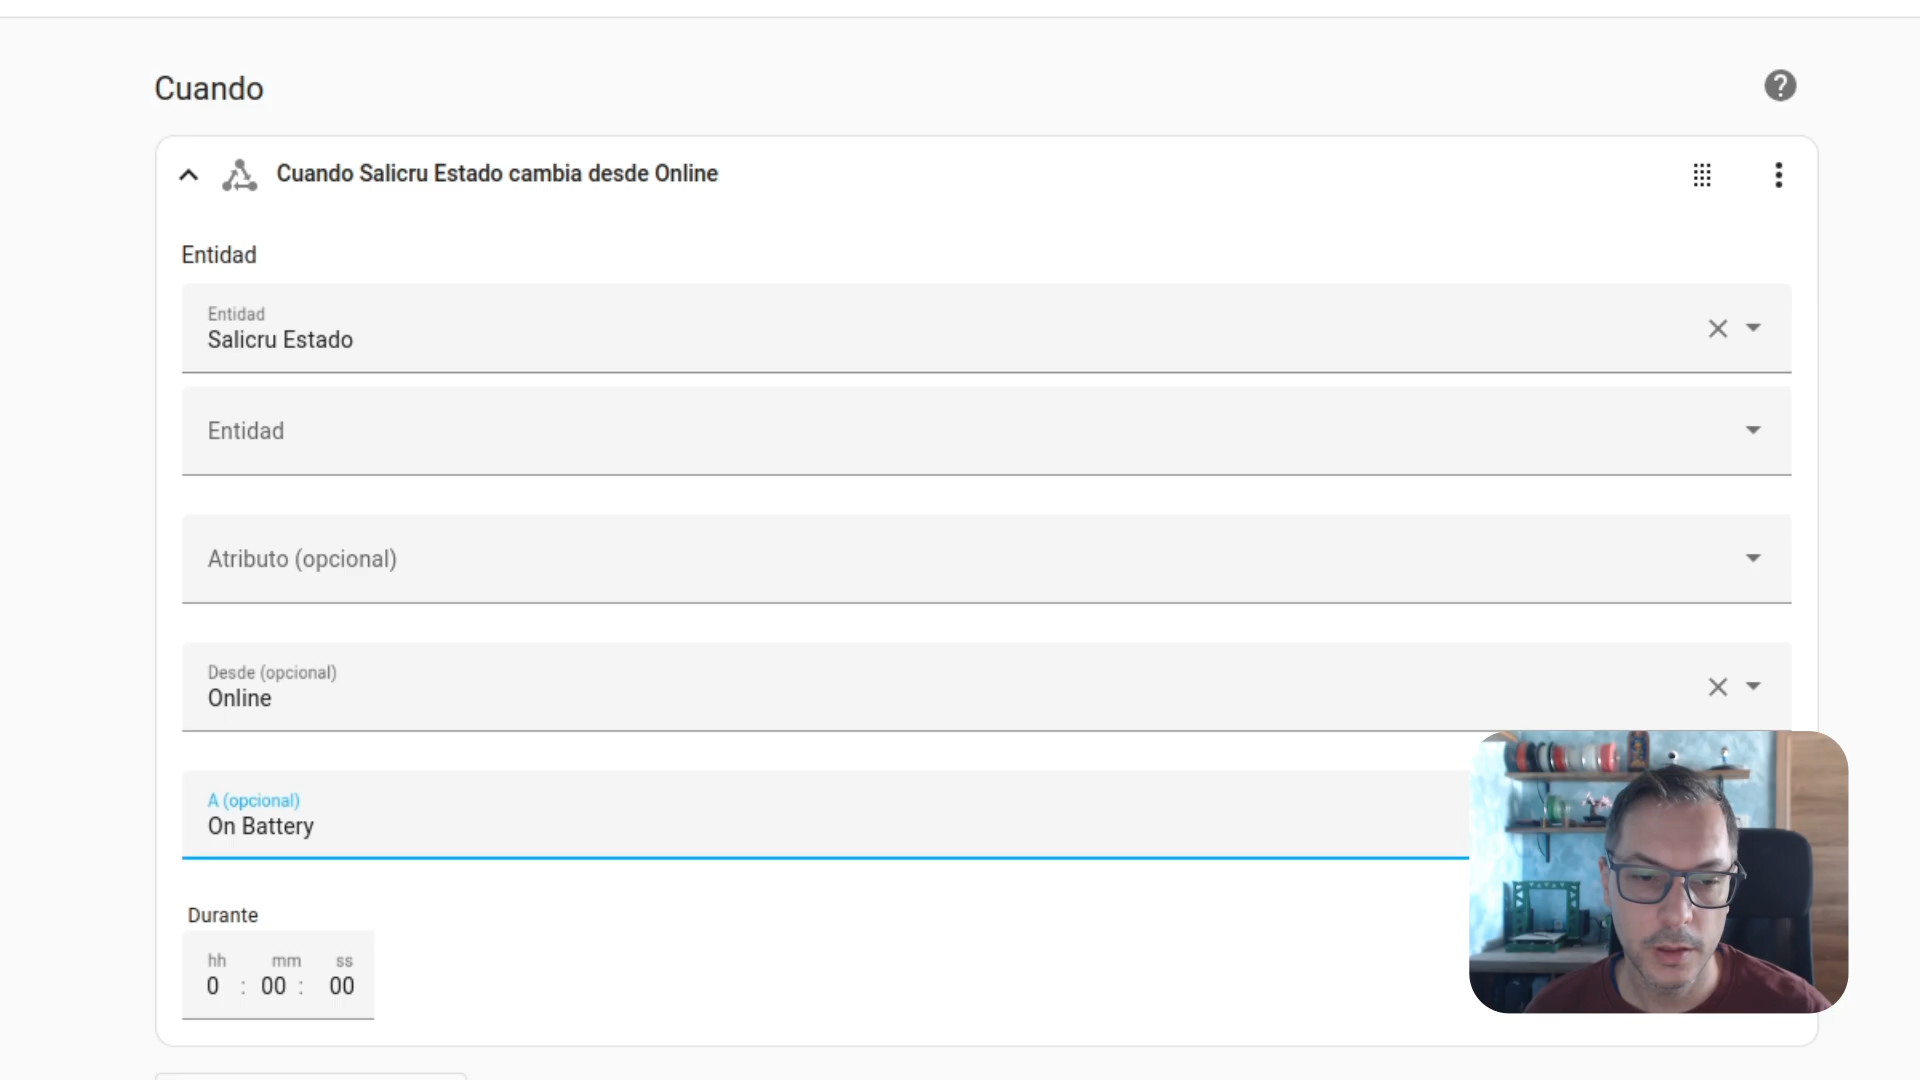 Cuando
Cuando Salicru Estado cambia desde Online
Entidad
Entidad
Salicru Estado
Entidad
Atributo (opcional)
Desde (opcional)
Online
A (opcional)
On Battery
Durante
hh mm ss
0 : 00 : 00